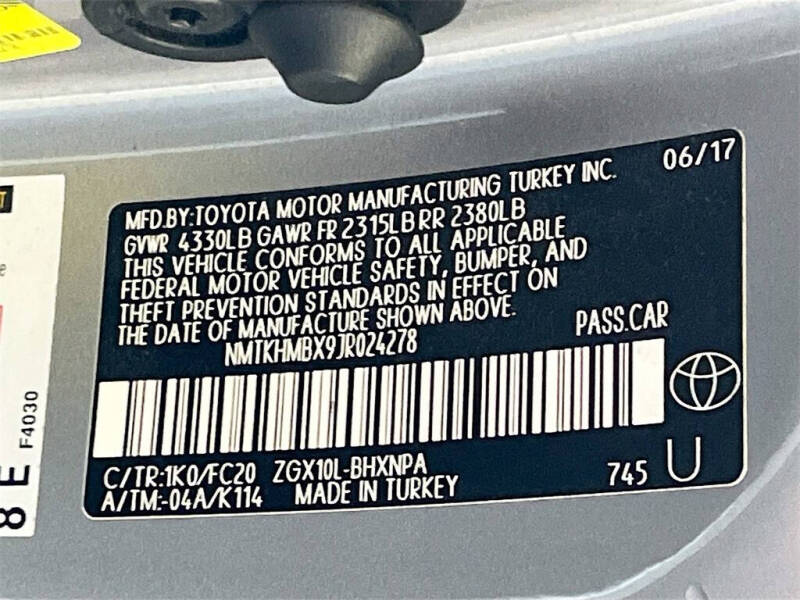 06/17
MFD.BY:TOYOTA MOTOR MANUFACTURING TURKEY INC.
GVWR 4330LB GAWR FR 2315LB RR 2380LB
THIS VEHICLE CONFORMS TO ALL APPLICABLE
FEDERAL MOTOR VEHICLE SAFETY, BUMPER, AND
THEFT PREVENTION STANDARDS IN EFFECT ON
THE DATE OF MANUFACTURE SHOWN ABOVE.
NMTKHMBX9JR024278 PASS.CAR
C/TR:1K0/FC20 ZGX10L-BHXNPA
A/TM:-04A/K114 MADE IN TURKEY
745 U
F4030
8 E